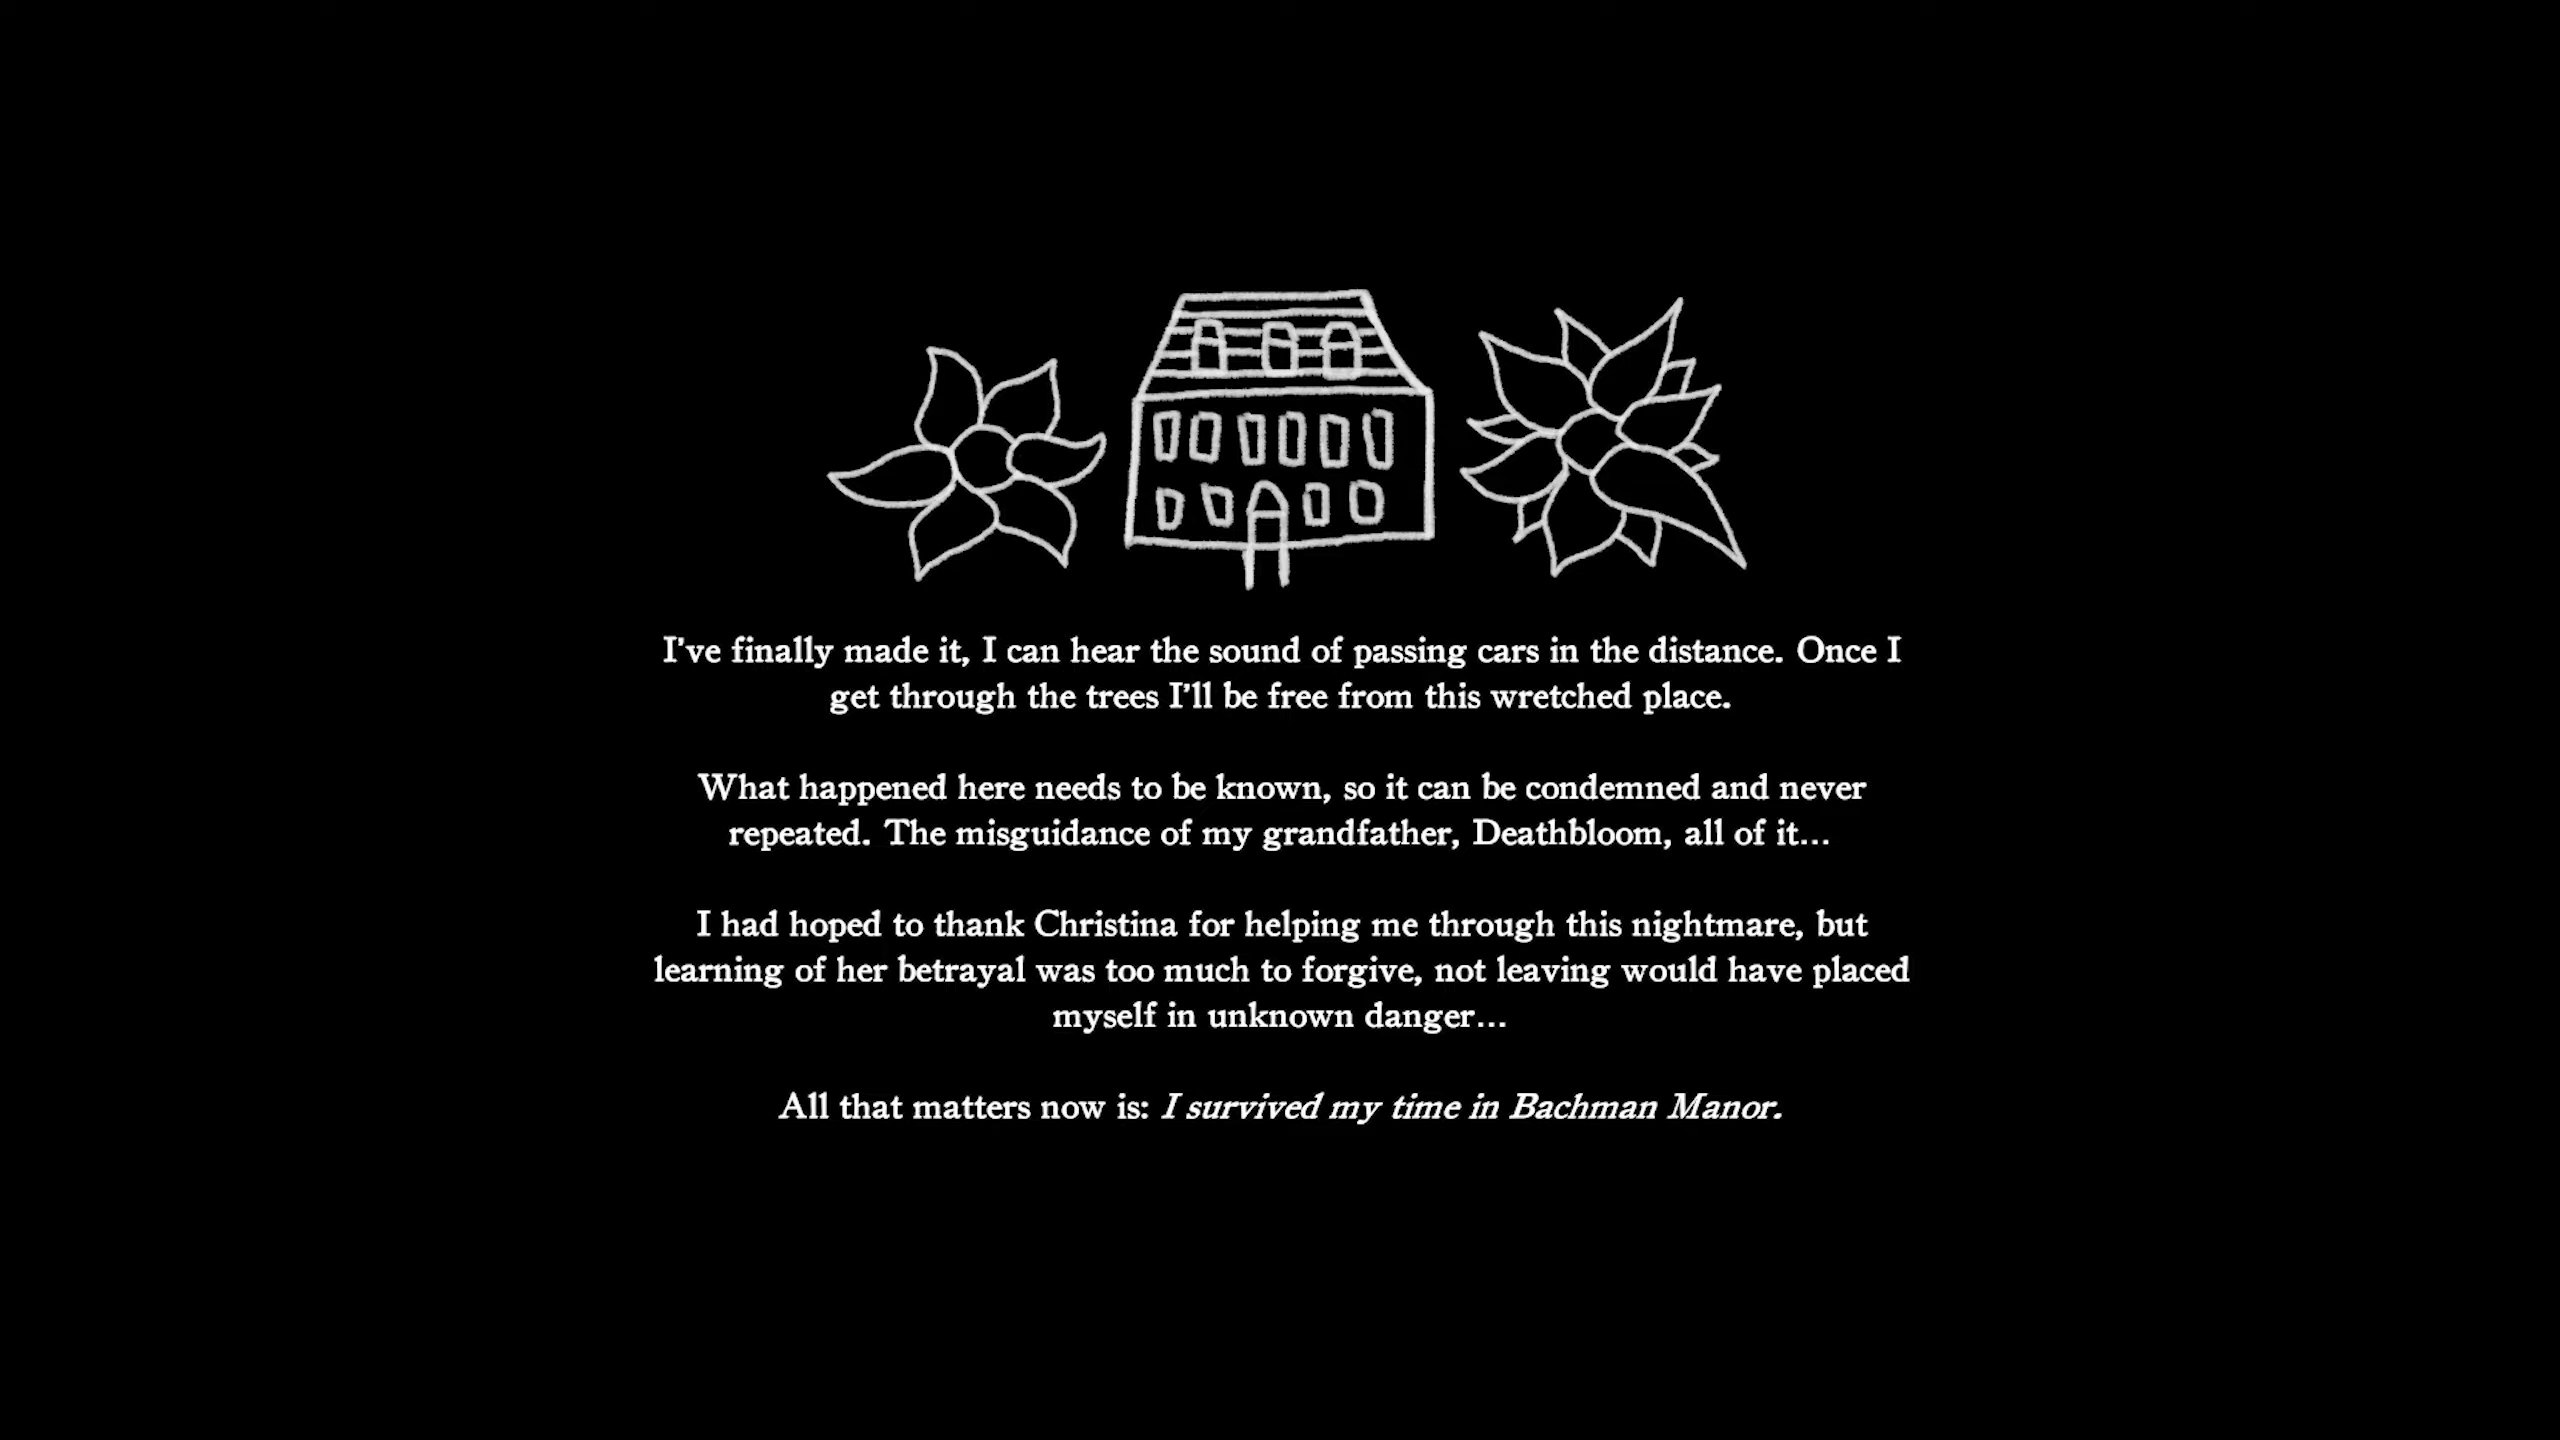 I've finally made it, I can hear the sound of passing cars in the distance. Once I
get through the trees I'll be free from this wretched place.
What happened here needs to be known, so it can be condemned and never
repeated. The misguidance of my grandfather, Deathbloom, all of it...
I had hoped to thank Christina for helping me through this nightmare, but
learning of her betrayal was too much to forgive, not leaving would have placed
myself in unknown danger...
All that matters now is: I survived my time in Bachman Manor.